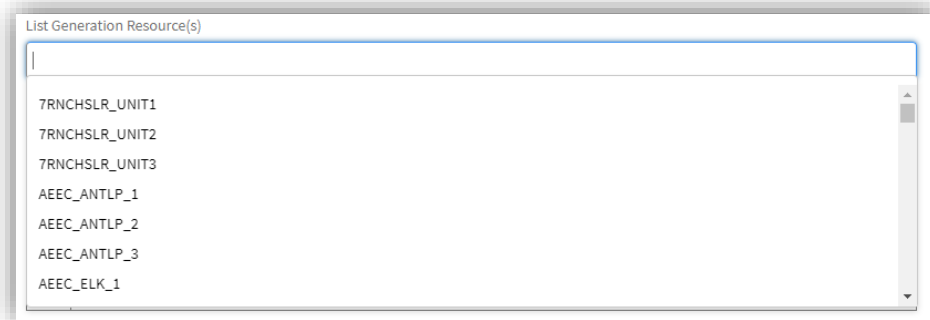 List Generation Resource(s)
7RNCHSLR_UNIT1
7RNCHSLR_UNIT2
7RNCHSLR_UNIT3
AEEC_ANTLP_1
AEEC_ANTLP_2
AEEC_ANTLP_3
AEEC_ELK_1